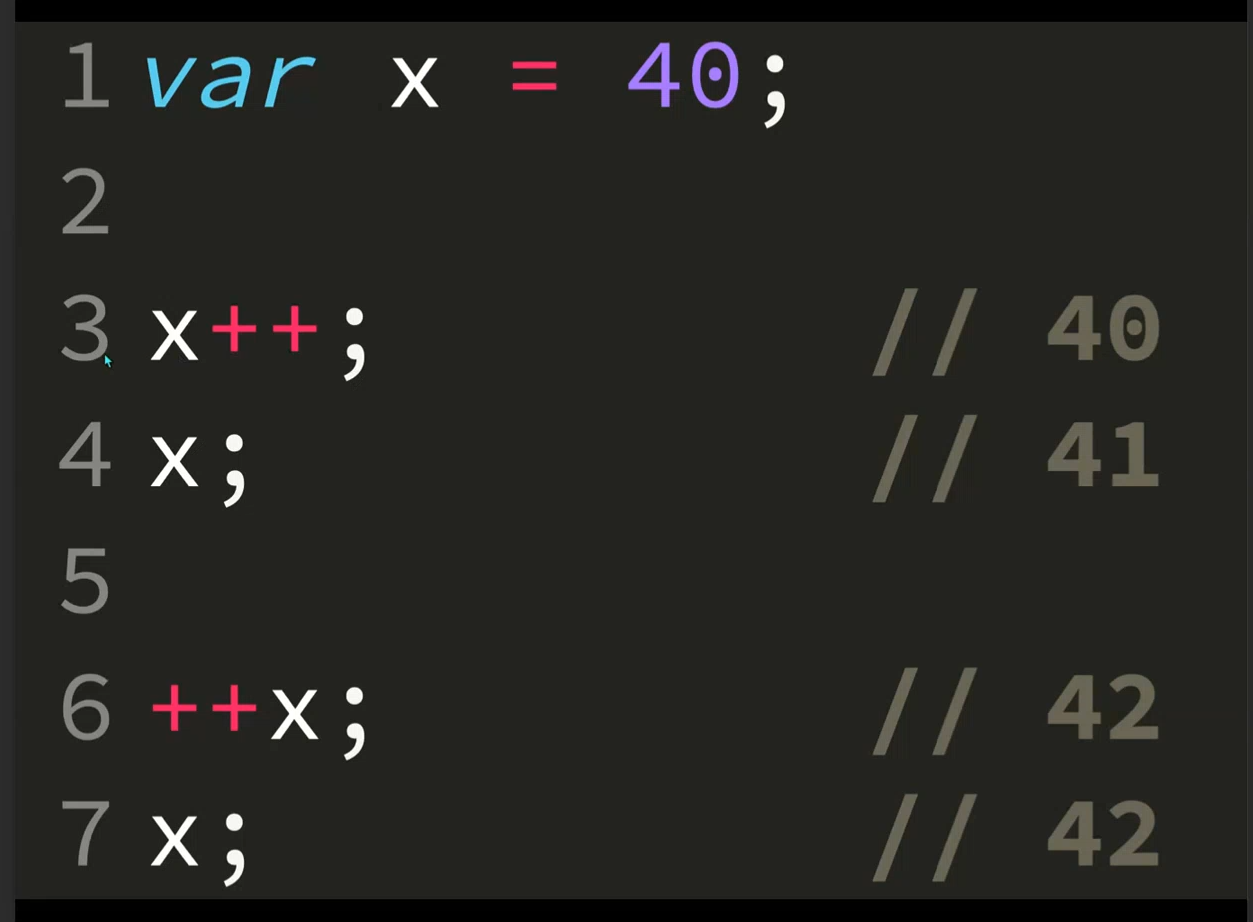 1 var x = 40;
2
3 x++; // 40
4 x; // 41
5
6 ++x; // 42
7 x; // 42